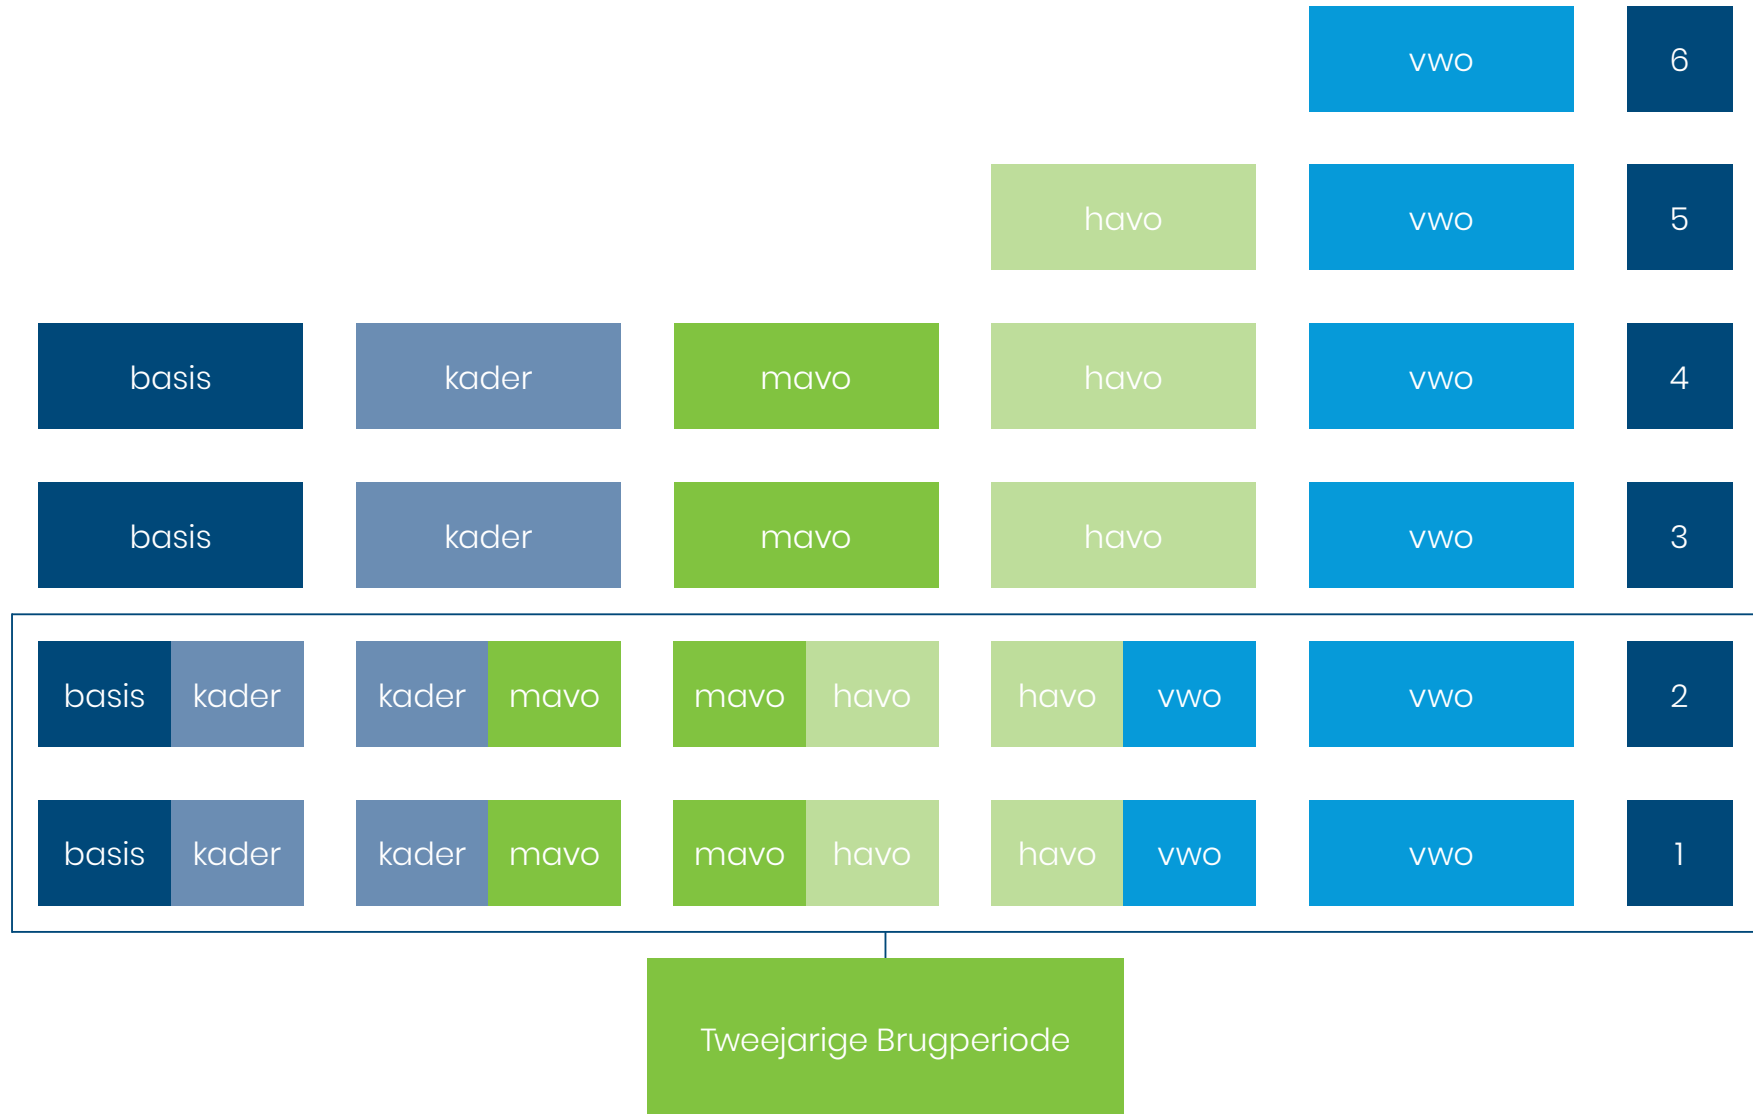 vwo 6
havo vwo 5
basis kader mavo havo vwo 4
basis kader mavo havo vwo 3
basis kader kader mavo mavo havo havo vwo vwo 2
basis kader kader mavo mavo havo havo vwo vwo 1
Tweejarige Brugperiode